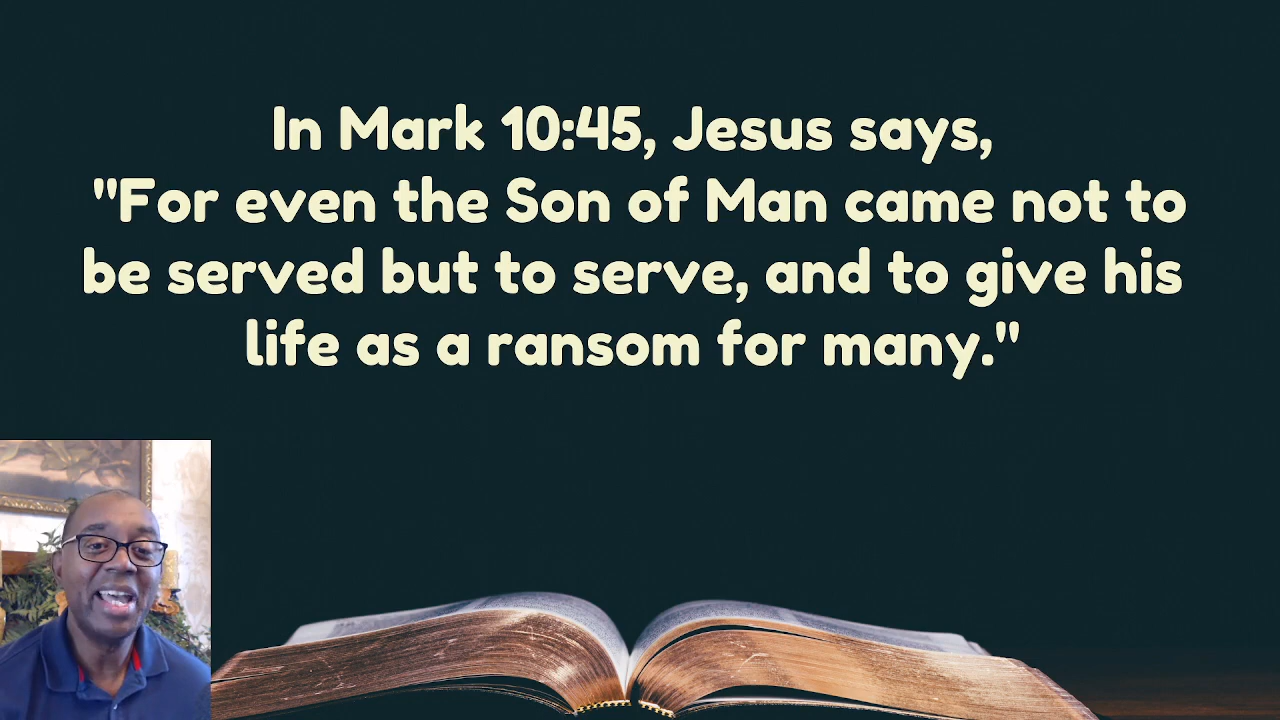 In Mark 10:45, Jesus says,
"For even the Son of Man came not to
be served but to serve, and to give his
life as a ransom for many."